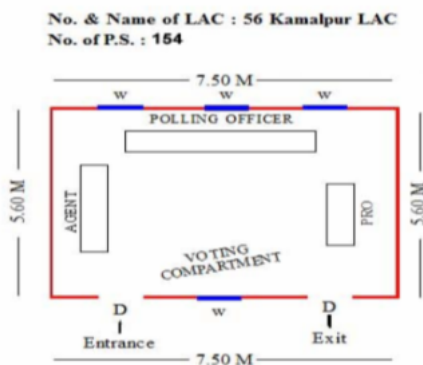 No. & Name of LAC : 56 Kamalpur LAC
No. of P.S. : 154
7.50 M
W W W
POLLING OFFICER
5.60 M
AGENT
PRO
5.60 M
VOTING
COMPARTMENT
D W D
Entrance
Exit
7.50 M